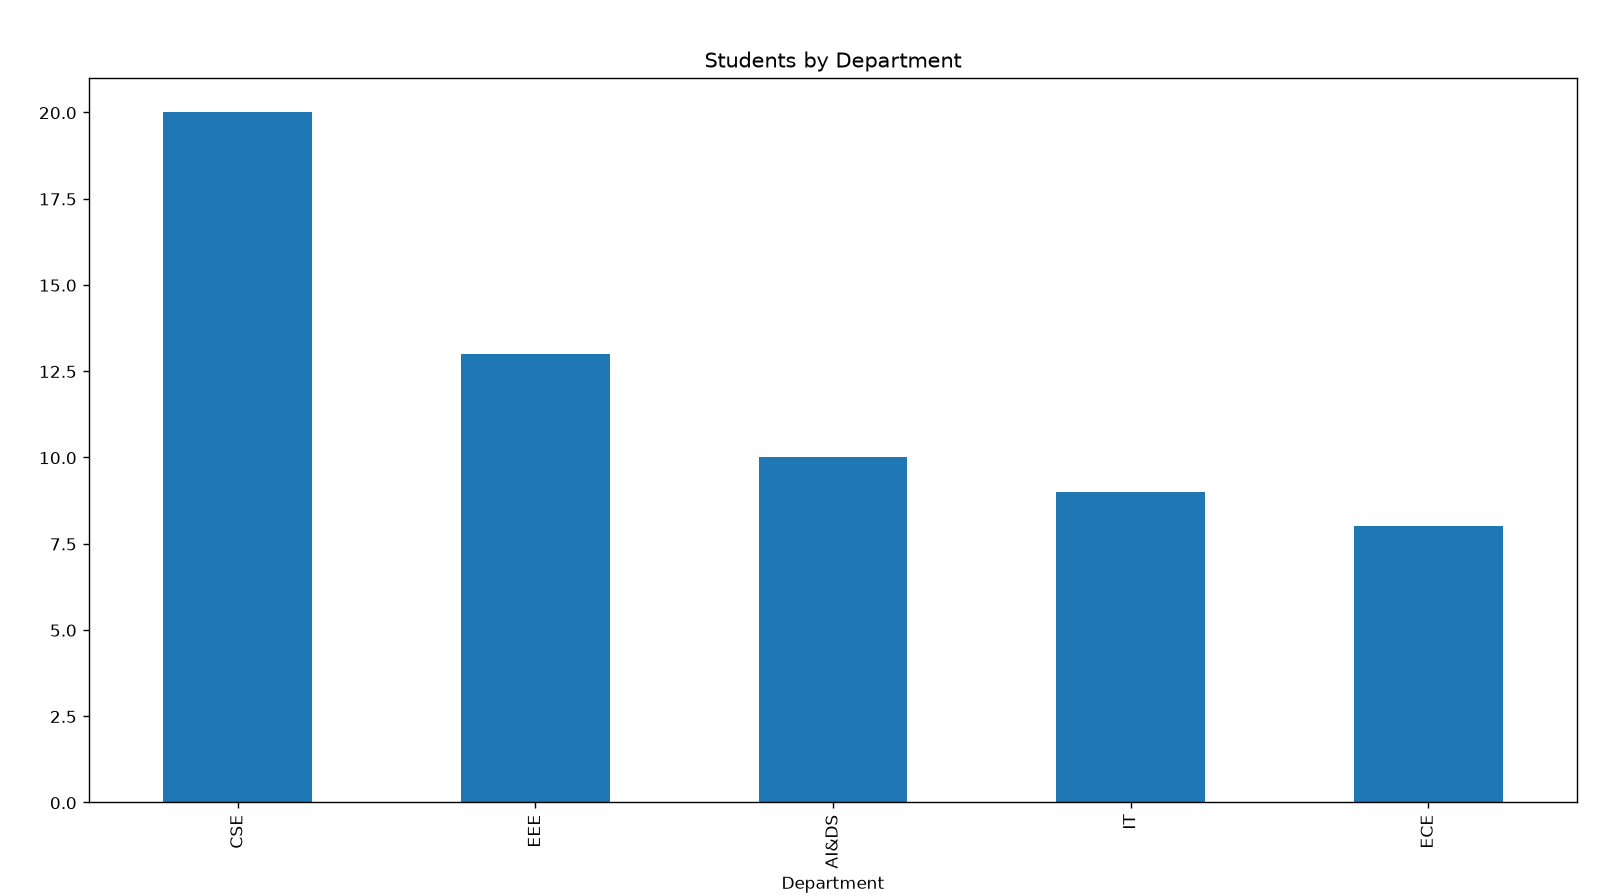 Students by Department
20.0
17.5
15.0
12.5
10.0
7.5
5.0
2.5
0.0
CSE
EEE
AI&DS
IT
ECE
Department